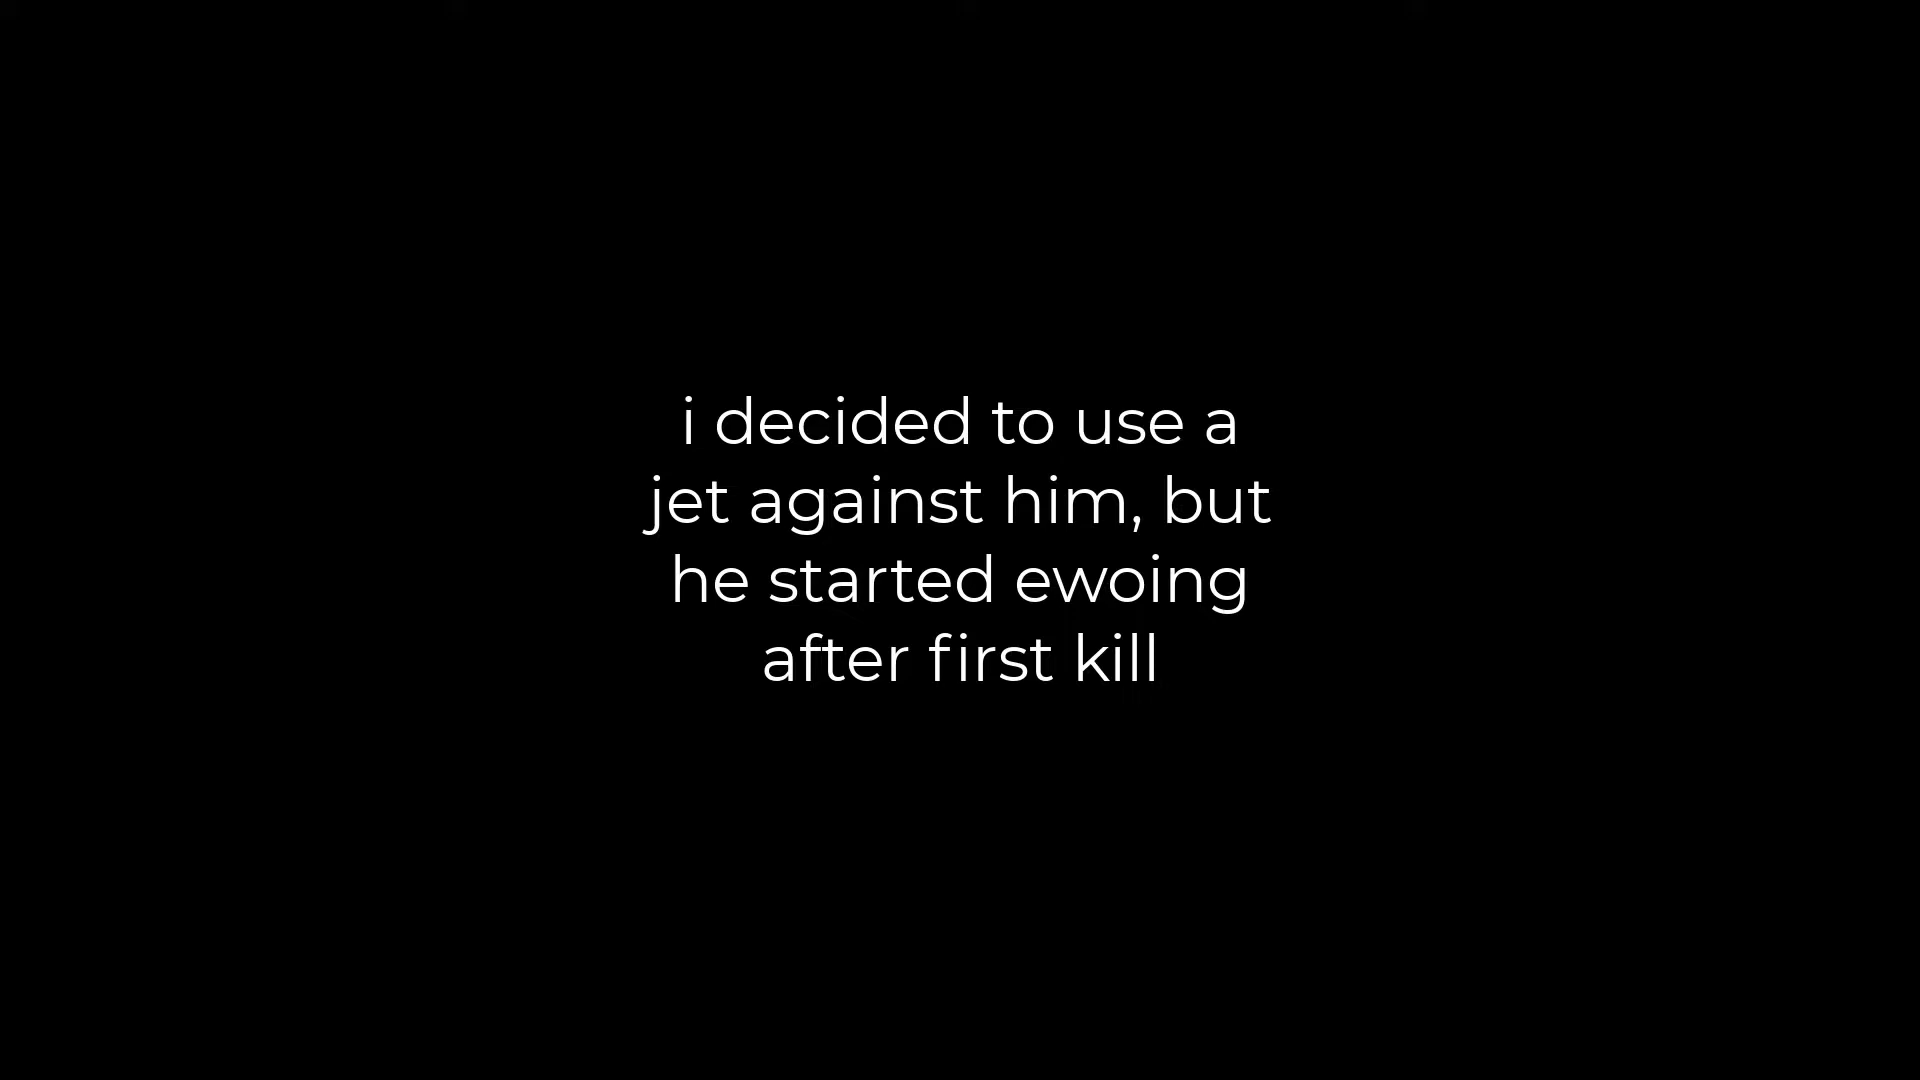 i decided to use a
jet against him, but
he started ewoing
after first kill